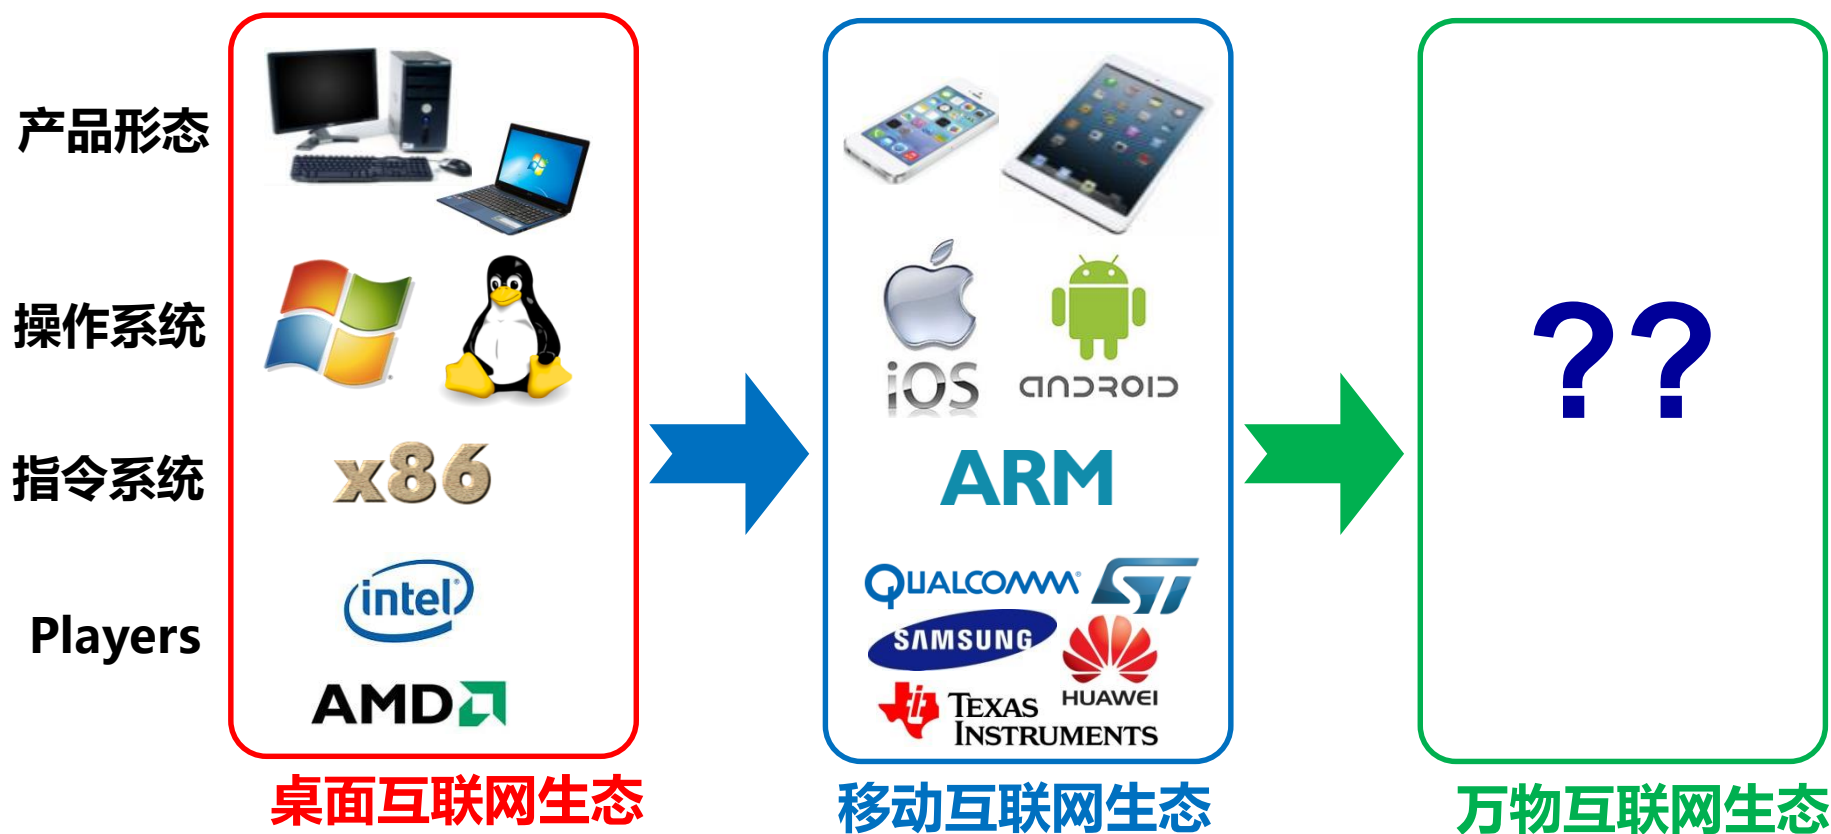 产品形态
操作系统
iOS
ANDROID
??
指令系统
x86
ARM
Players
intel
QUALCOMM
ST
SAMSUNG
HUAWEI
AMD
TEXAS
INSTRUMENTS
桌面互联网生态
移动互联网生态
万物互联网生态